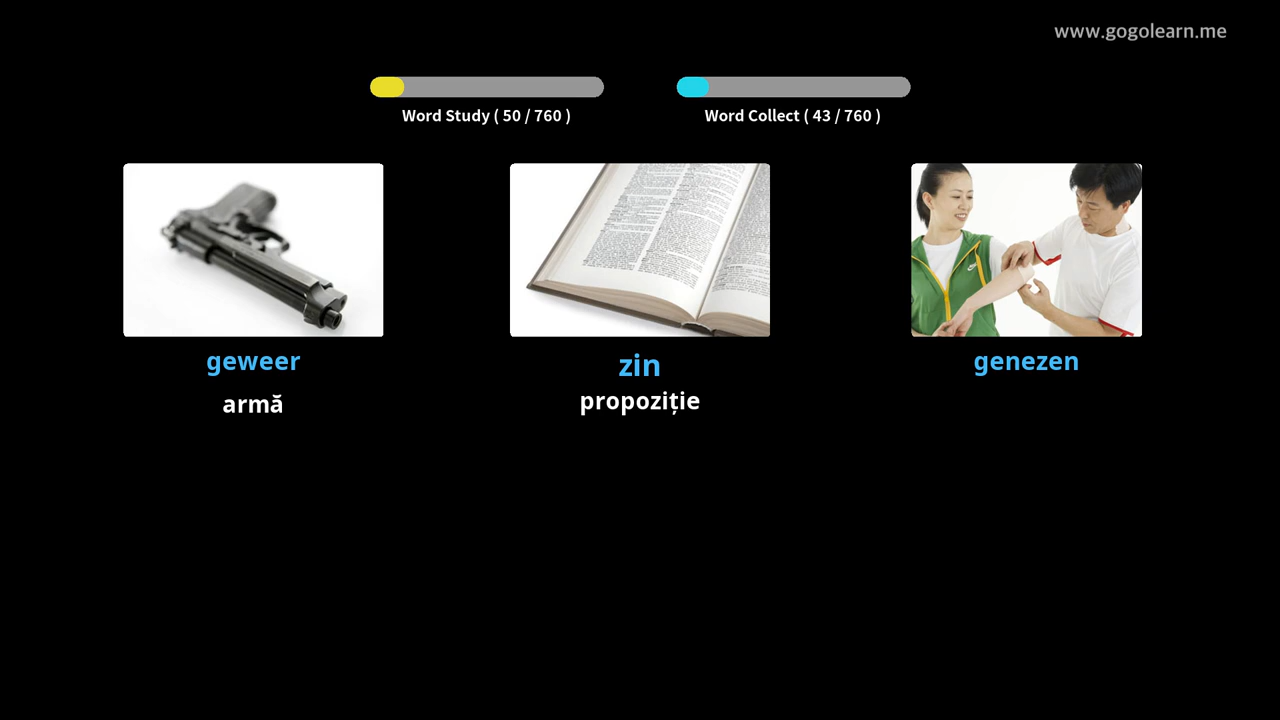 www.gogolearn.me
Word Study ( 50 / 760 )
Word Collect ( 43 / 760 )
geweer
zin
genezen
armă
propoziție